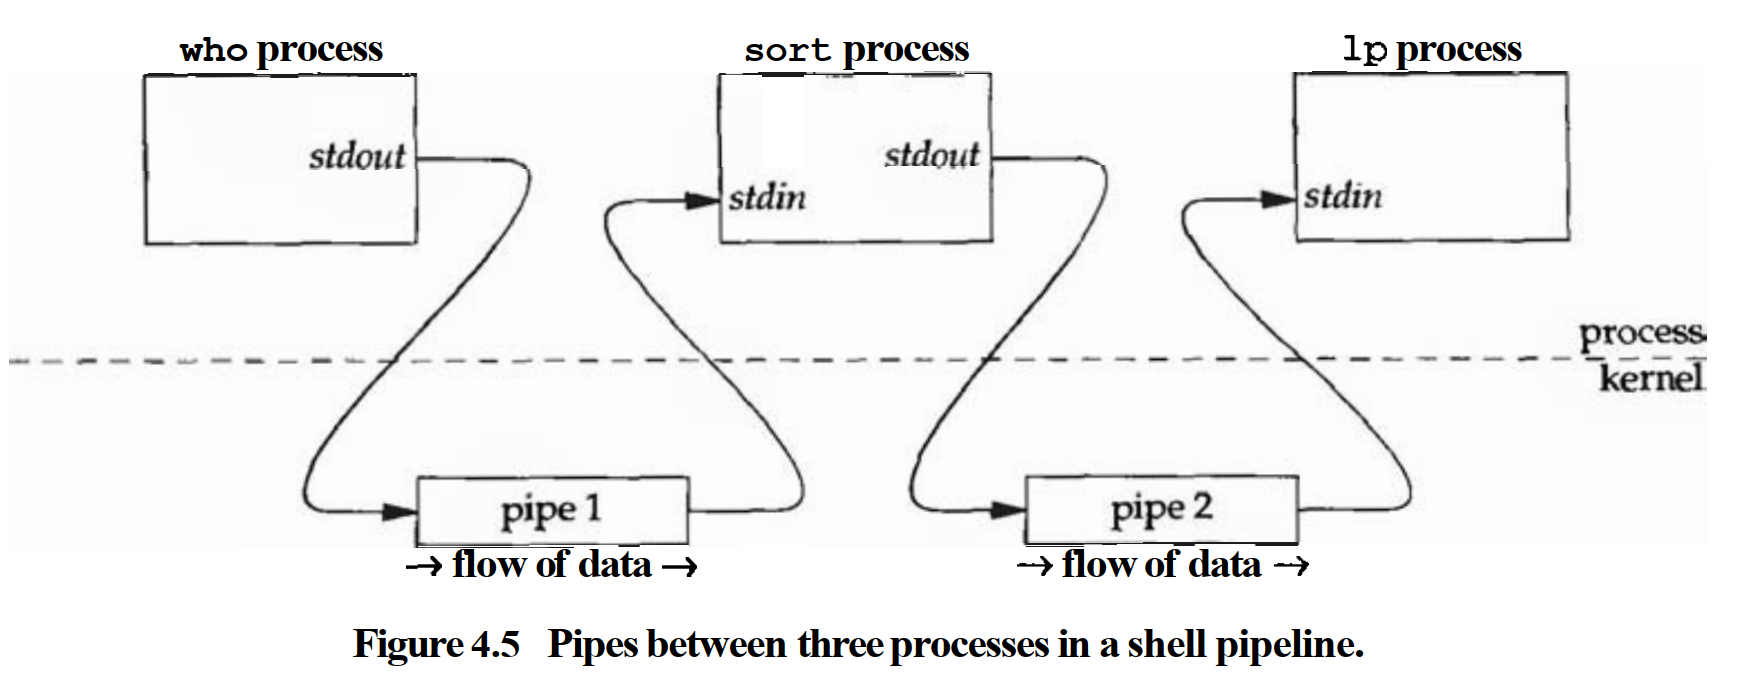 who process
sort process
lp process
stdout
stdout
stdin
stdin
process
kernel
pipe 1
pipe 2
→ flow of data →
→ flow of data →
Figure 4.5 Pipes between three processes in a shell pipeline.